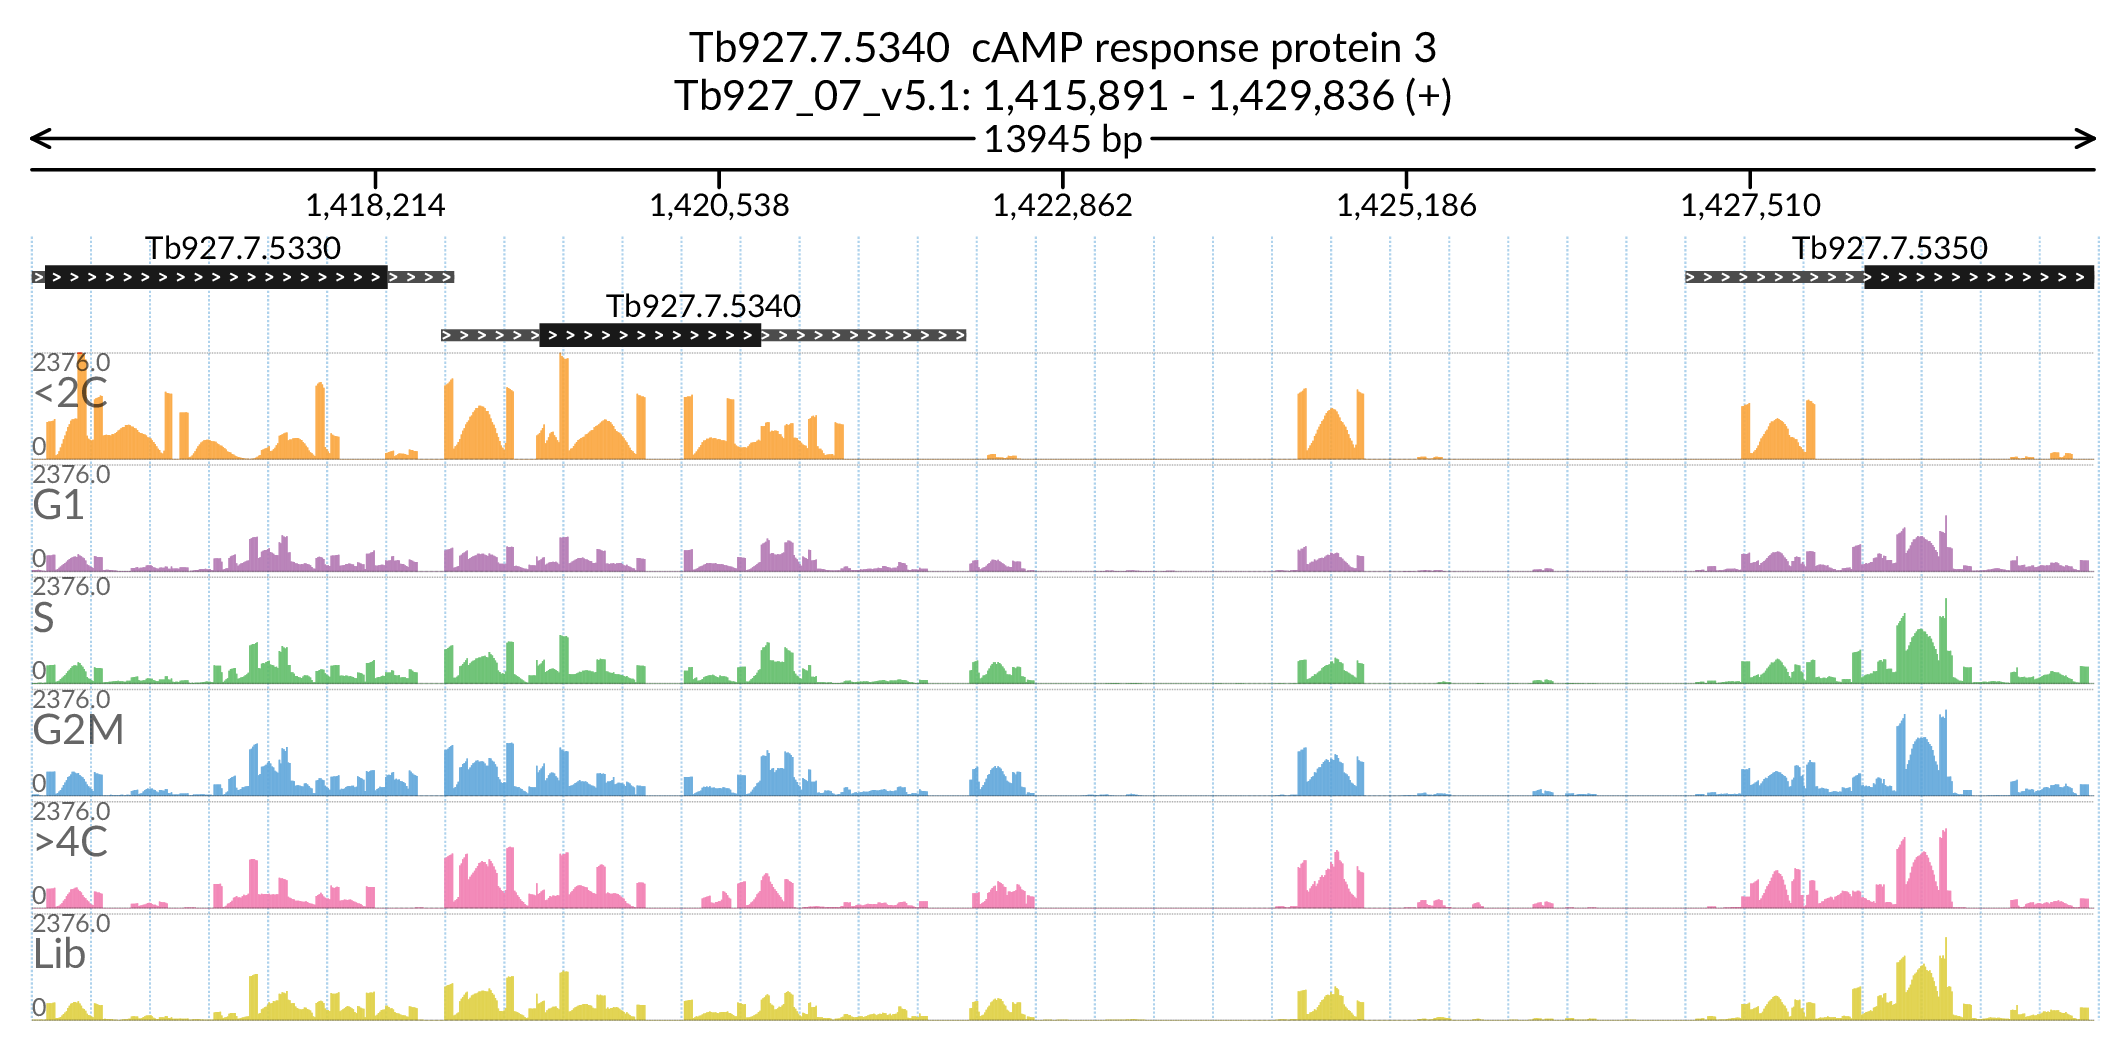 Tb927.7.5340  cAMP response protein 3
Tb927_07_v5.1: 1,415,891 - 1,429,836 (+)
13945 bp
1,418,214 1,420,538 1,422,862 1,425,186 1,427,510
Tb927.7.5330 Tb927.7.5350
Tb927.7.5340
2376.0
<2C
0
2376.0
G1
0
2376.0
S
0
2376.0
G2M
0
2376.0
>4C
0
2376.0
Lib
0